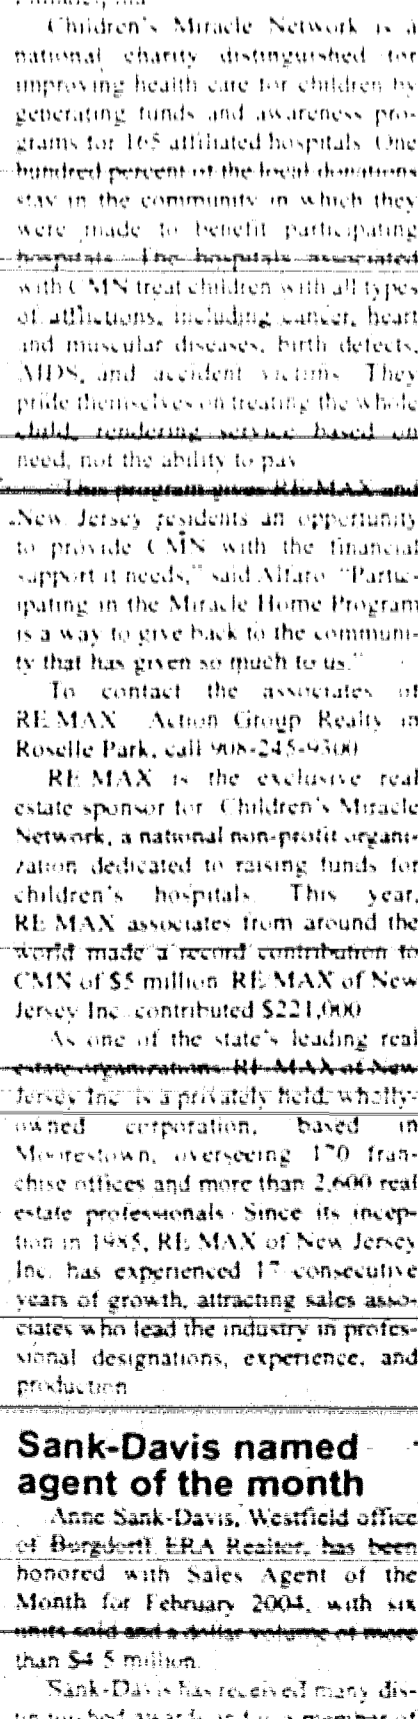 Children's Miracle Network is a
national charity distinguished for
improving health care for children by
generating funds and awareness pro-
grams for 165 affiliated hospitals. One
hundred percent of the local donations
stay in the community in which they
were made to benefit participating
hospitals. The hospitals associated
with CMN treat children with all types
of afflictions, including cancer, heart
and muscular diseases, birth defects,
AIDS, and accident victims. They
pride themselves on treating the whole
child, rendering service based on
need, not the ability to pay.
"This program gives RE/MAX and
New Jersey residents an opportunity
to provide CMN with the financial
support it needs," said Alfaro. "Partic-
ipating in the Miracle Home Program
is a way to give back to the communi-
ty that has given so much to us."
To contact the associates of
RE/MAX Action Group Realty in
Roselle Park, call 908-245-9300.
RE/MAX is the exclusive real
estate sponsor for Children's Miracle
Network, a national non-profit organi-
zation dedicated to raising funds for
children's hospitals. This year,
RE/MAX associates from around the
world made a record contribution to
CMN of $5 million. RE/MAX of New
Jersey Inc. contributed $221,000.
As one of the state's leading real
estate organizations, RE/MAX of New
Jersey Inc. is a privately held, wholly-
owned corporation, based in
Moorestown, overseeing 170 fran-
chise offices and more than 2,600 real
estate professionals. Since its incep-
tion in 1985, RE/MAX of New Jersey
Inc. has experienced 17 consecutive
years of growth, attracting sales asso-
ciates who lead the industry in profes-
sional designations, experience, and
production.
Sank-Davis named
agent of the month
Anne Sank-Davis, Westfield office
of Burgdorff ERA Realtor, has been
honored with Sales Agent of the
Month for February 2004, with six
units sold and a dollar volume of more
than $4.5 million.
Sank-Davis has received many dis-